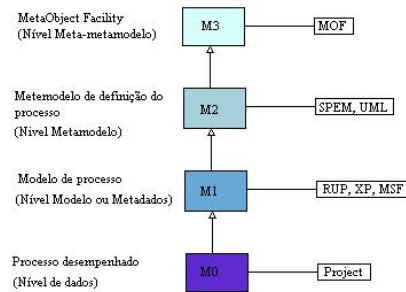 MetaObject Facility
(Nível Meta-metamodelo)
M3
MOF
Metemodelo de definição do
processo
(Nivel Metamodelo)
M2
SPEM, UML
Modelo de processo
(Nível Modelo ou Metadados)
M1
RUP, XP, MSF
Processo desempenhado
(Nível de dados)
M0
Project